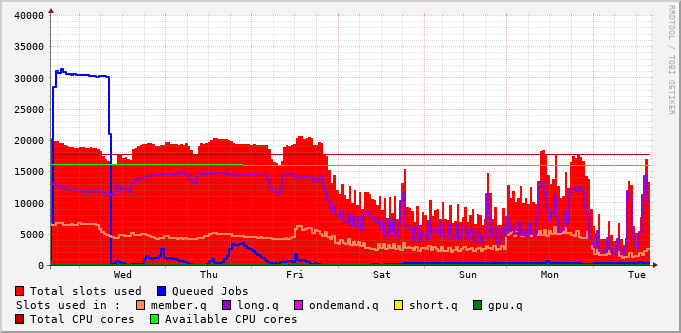 40000
35000
30000
25000
20000
15000
10000
5000
0
Wed Thu Fri Sat Sun Mon Tue
RRDTOOL / TOBI OETIKER
Total slots used Queued Jobs
Slots used in : member.q long.q ondemand.q short.q gpu.q
Total CPU cores Available CPU cores